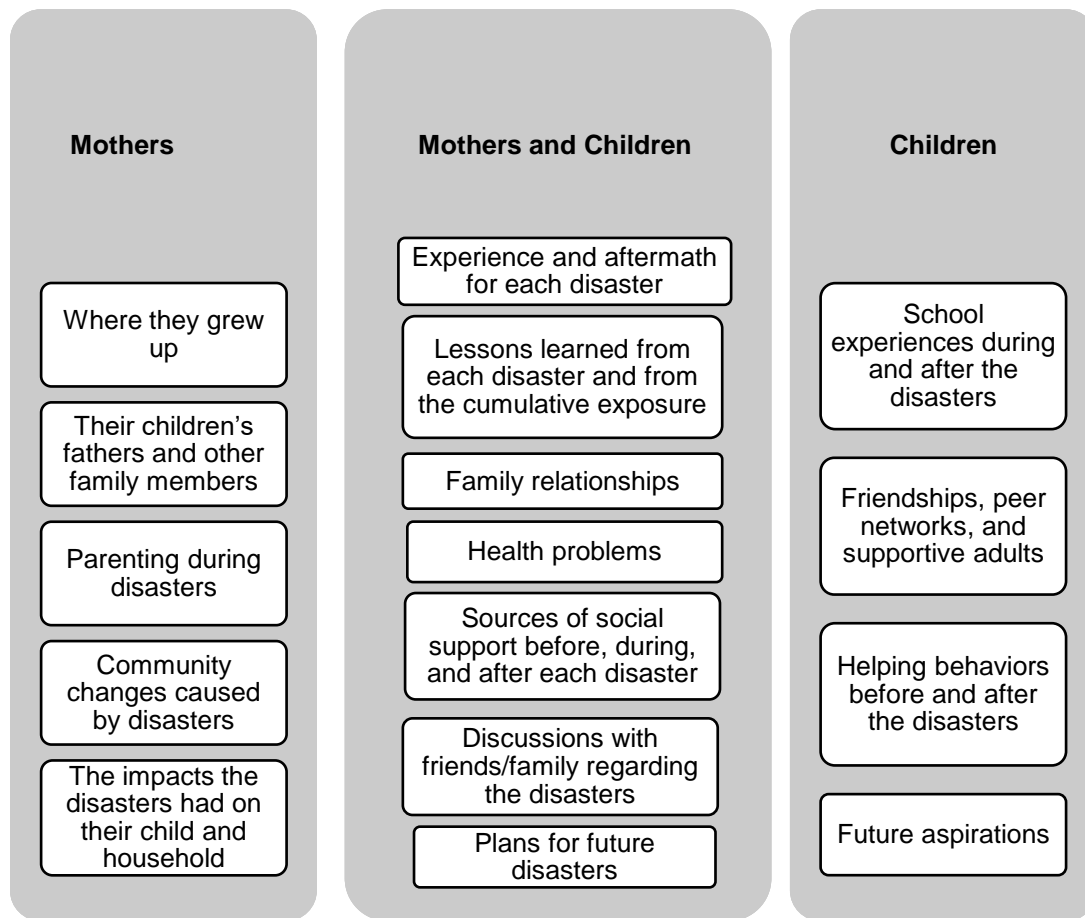 Mothers
Where they grew
up
Their children’s
fathers and other
family members
Parenting during
disasters
Community
changes caused
by disasters
The impacts the
disasters had on
their child and
household
Mothers and Children
Experience and aftermath
for each disaster
Lessons learned from
each disaster and from
the cumulative exposure
Family relationships
Health problems
Sources of social
support before, during,
and after each disaster
Discussions with
friends/family regarding
the disasters
Plans for future
disasters
Children
School
experiences during
and after the
disasters
Friendships, peer
networks, and
supportive adults
Helping behaviors
before and after
the disasters
Future aspirations